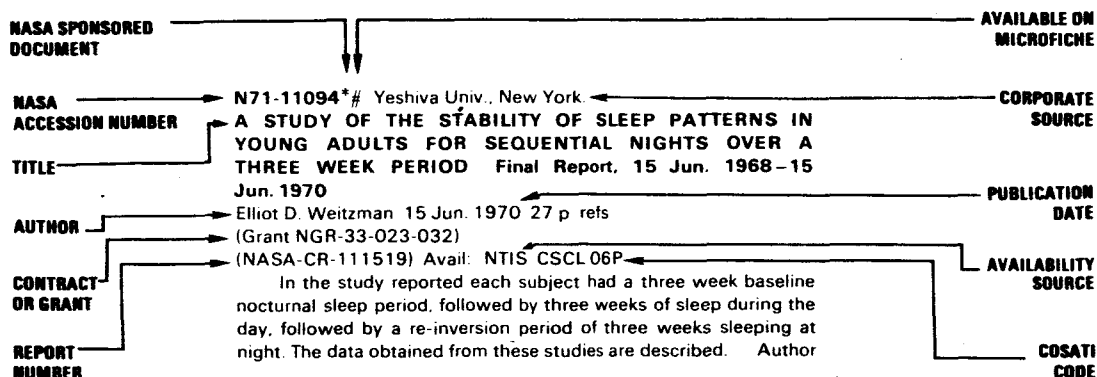 NASA SPONSORED
DOCUMENT
AVAILABLE ON
MICROFICHE
NASA
ACCESSION NUMBER
N71-11094*# Yeshiva Univ., New York.
CORPORATE
SOURCE
TITLE
A STUDY OF THE STABILITY OF SLEEP PATTERNS IN
YOUNG ADULTS FOR SEQUENTIAL NIGHTS OVER A
THREE WEEK PERIOD Final Report, 15 Jun. 1968–15
Jun. 1970
PUBLICATION
DATE
AUTHOR
Elliot D. Weitzman 15 Jun. 1970 27 p refs
CONTRACT
OR GRANT
(Grant NGR-33-023-032)
REPORT
NUMBER
(NASA-CR-111519) Avail: NTIS CSCL 06P
AVAILABILITY
SOURCE
COSATI
CODE
In the study reported each subject had a three week baseline
nocturnal sleep period, followed by three weeks of sleep during the
day, followed by a re-inversion period of three weeks sleeping at
night. The data obtained from these studies are described. Author